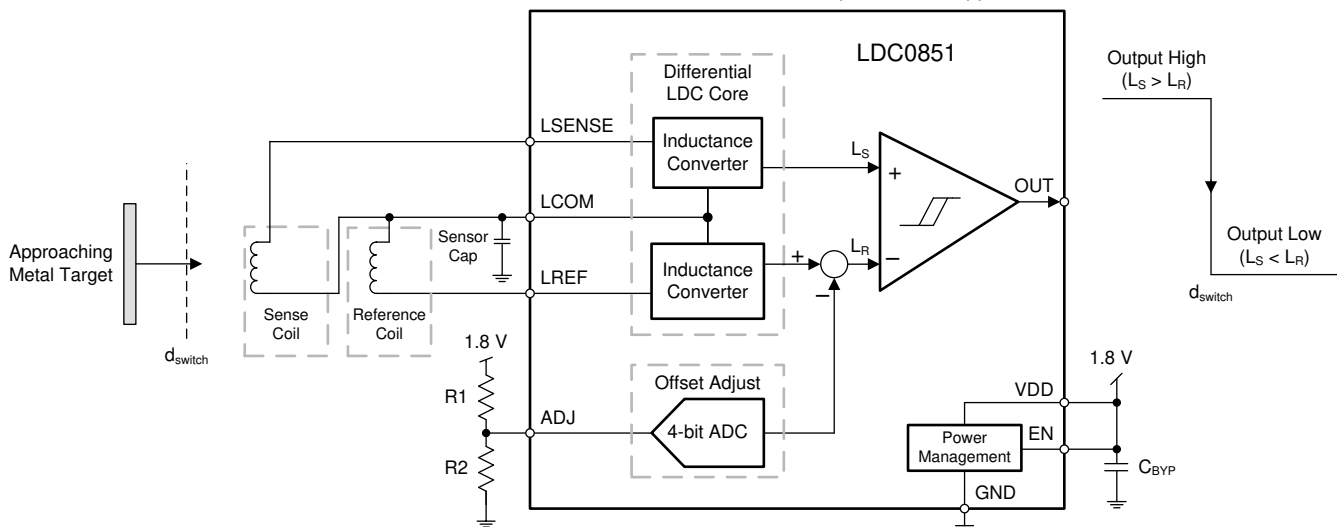 LDC0851
Differential
LDC Core
LSENSE
Inductance
Converter
LCOM
Sensor
Cap
LREF
Inductance
Converter
LS
LR
+
−
+
−
OUT
Output High
(LS > LR)
Output Low
(LS < LR)
dswitch
Approaching
Metal Target
dswitch
Sense
Coil
Reference
Coil
1.8 V
R1
R2
ADJ
Offset Adjust
4-bit ADC
Power
Management
VDD
EN
GND
1.8 V
CBYP